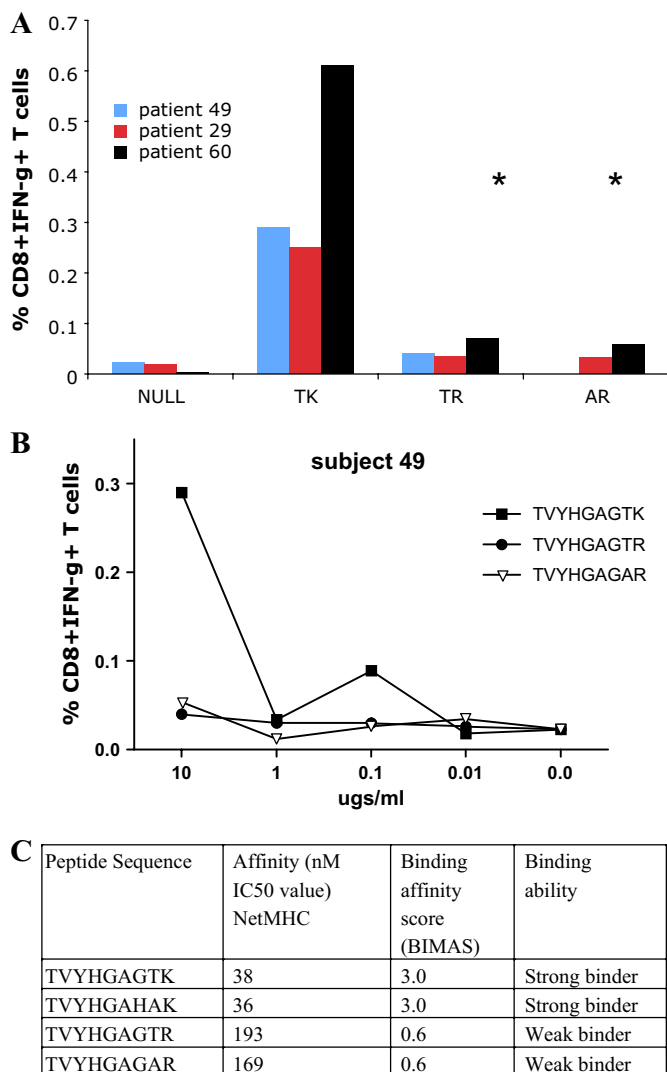 A
% CD8+IFN-g+ T cells
0.7
0.6
0.5
0.4
0.3
0.2
0.1
0
patient 49
patient 29
patient 60
* *
NULL TK TR AR
B
subject 49
% CD8+IFN-g+ T cells
0.3
0.2
0.1
0.0
TVYHGAGTK
TVYHGAGTR
TVYHGAGAR
10 1 0.1 0.01 0.0
ugs/ml
C
Peptide Sequence
Affinity (nM
IC50 value)
NetMHC
Binding
affinity
score
(BIMAS)
Binding
ability
TVYHGAGTK 38 3.0 Strong binder
TVYHGAHAK 36 3.0 Strong binder
TVYHGAGTR 193 0.6 Weak binder
TVYHGAGAR 169 0.6 Weak binder